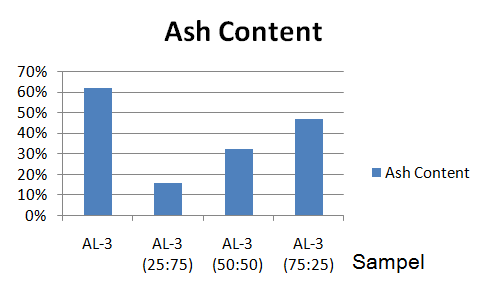 Ash Content
70%
60%
50%
40%
30%
20%
10%
0%
Ash Content
AL-3 AL-3 AL-3 AL-3
(25:75) (50:50) (75:25)
Sampel